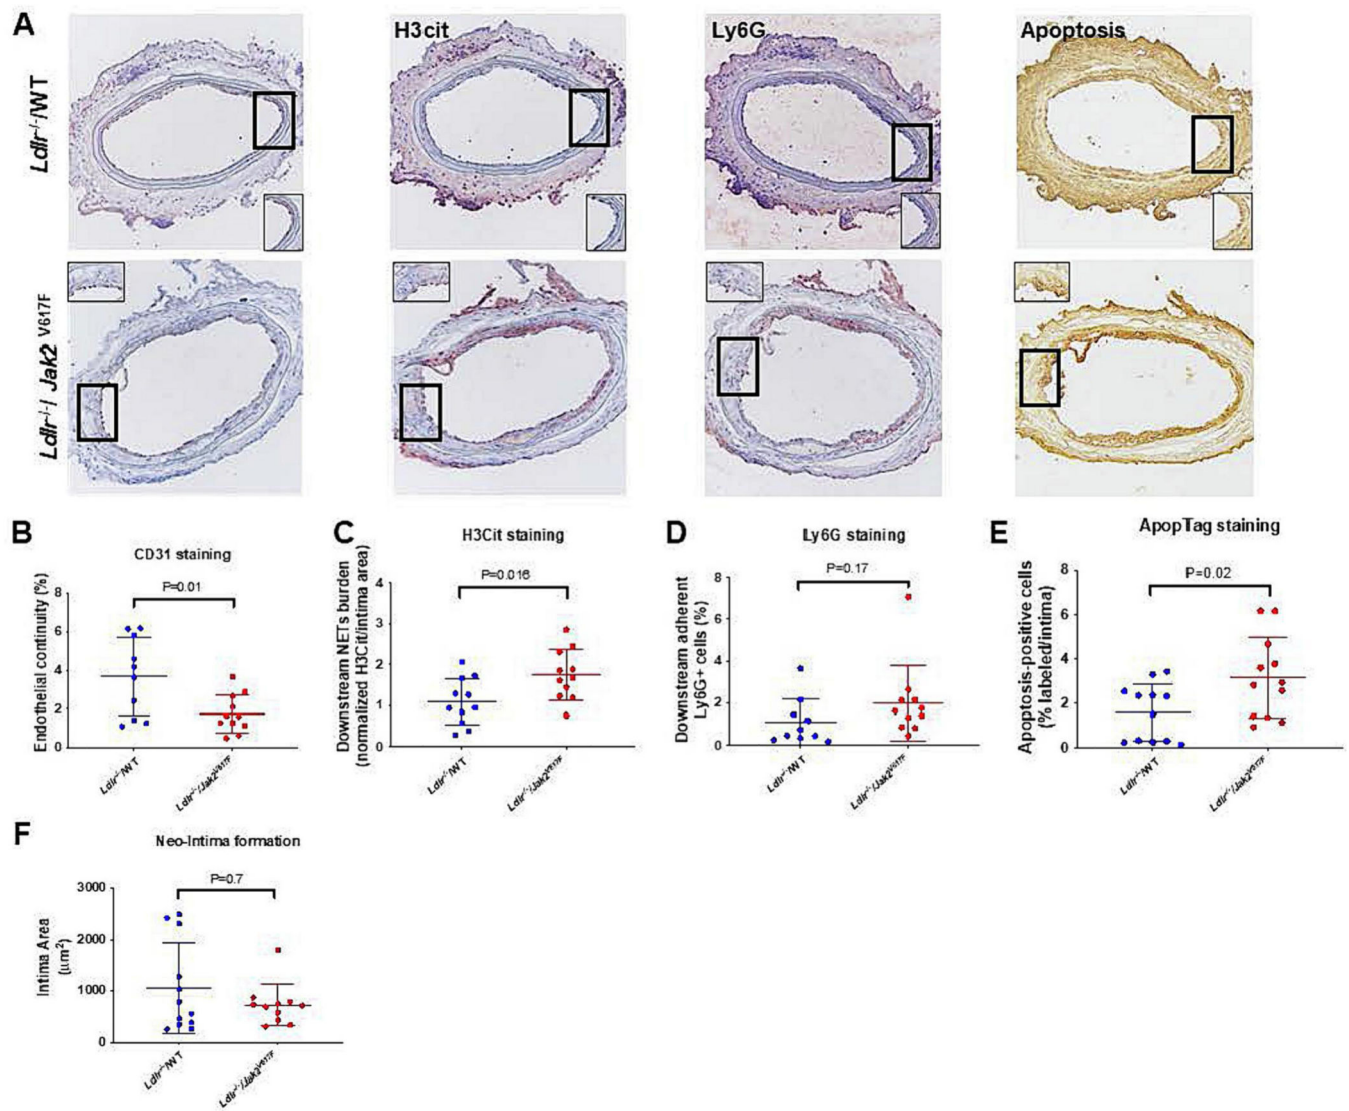 A
H3cit
Ly6G
Apoptosis
Ldlr-/-/WT
Ldlr-/-/ Jak2 V617F
B
CD31 staining
P=0.01
Endothelial continuity (%)
8
6
4
2
0
Ldlr-/-/WT
Ldlr-/-/Jak2V617F
C
H3Cit staining
P=0.016
Downstream NETs burden
(normalized H3Cit/intima area)
4
3
2
1
0
Ldlr-/-/WT
Ldlr-/-/Jak2V617F
D
Ly6G staining
P=0.17
Downstream adherent
Ly6G+ cells (%)
8
6
4
2
0
Ldlr-/-/WT
Ldlr-/-/Jak2V617F
E
ApopTag staining
P=0.02
Apoptosis-positive cells
(% labeled/intima)
8
6
4
2
0
Ldlr-/-/WT
Ldlr-/-/Jak2V617F
F
Neo-Intima formation
P=0.7
Intima Area
(μm²)
3000
2000
1000
0
Ldlr-/-/WT
Ldlr-/-/Jak2V617F